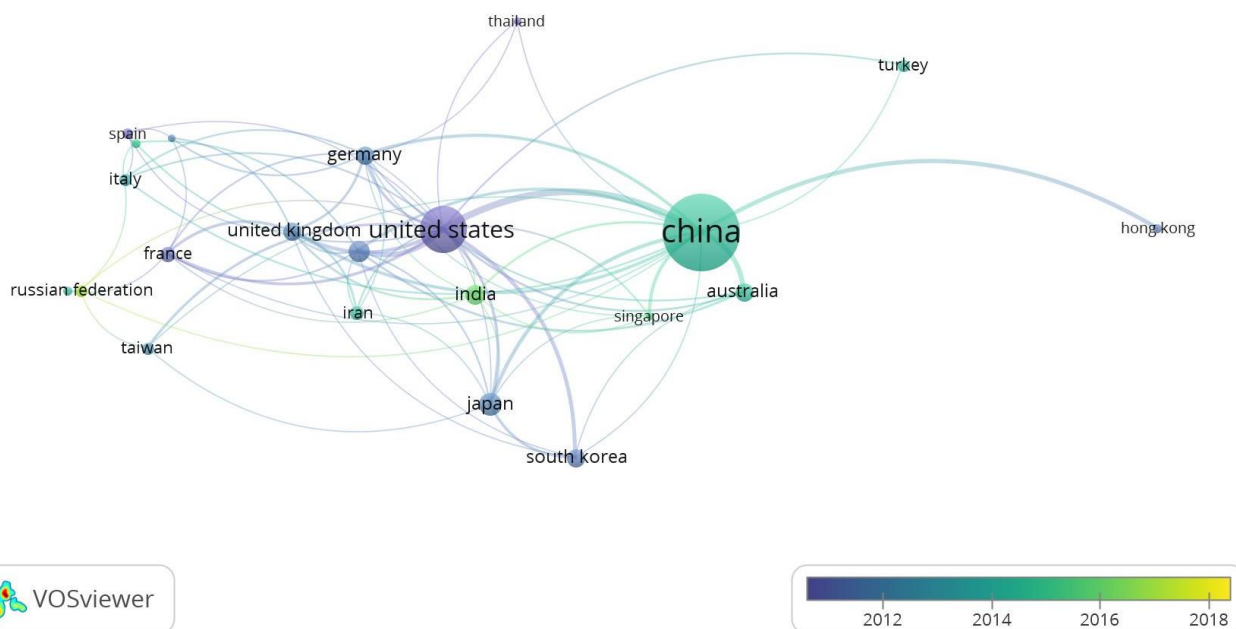 thailand
turkey
spain
germany
italy
united kingdom
united states
china
hong kong
france
russian federation
india
australia
iran
singapore
taiwan
japan
south korea
VOSviewer
2012
2014
2016
2018